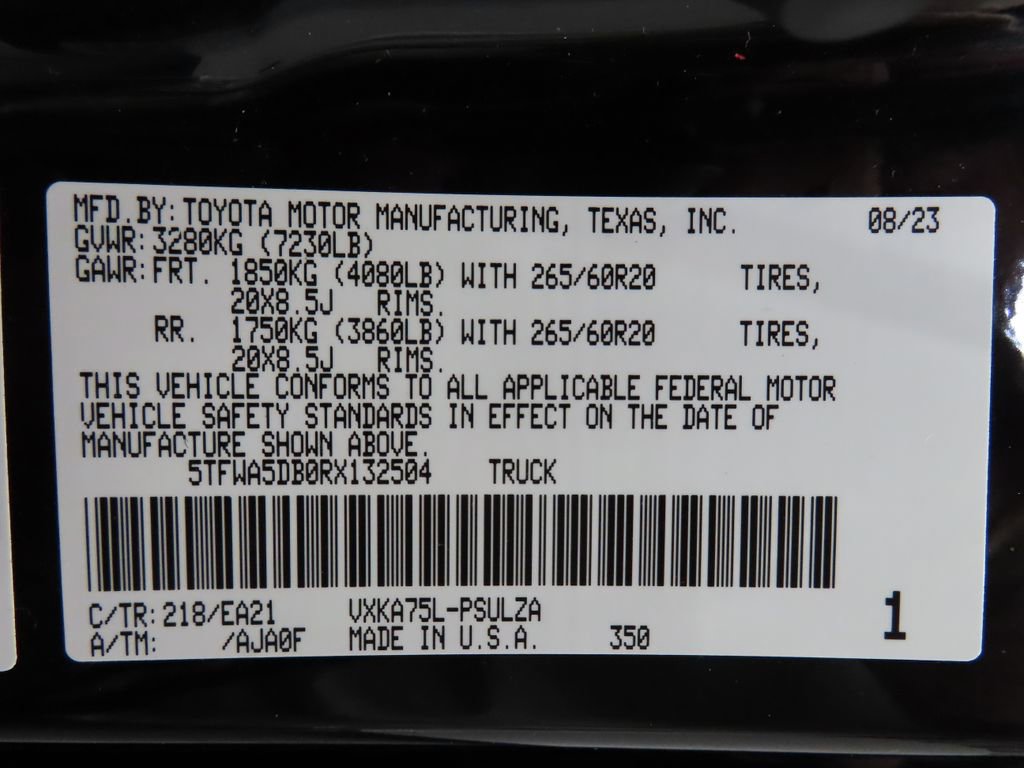 MFD.BY: TOYOTA MOTOR MANUFACTURING, TEXAS, INC. 08/23
GVWR: 3280KG (7230LB)
GAWR: FRT. 1850KG (4080LB) WITH 265/60R20 TIRES,
20X8.5J RIMS.
RR. 1750KG (3860LB) WITH 265/60R20 TIRES,
20X8.5J RIMS.
THIS VEHICLE CONFORMS TO ALL APPLICABLE FEDERAL MOTOR
VEHICLE SAFETY STANDARDS IN EFFECT ON THE DATE OF
MANUFACTURE SHOWN ABOVE.
5TFWA5DB0RX132504 TRUCK
C/TR: 218/EA21 VXKA75L-PSULZA
A/TM: /AJA0F MADE IN U.S.A. 350 1